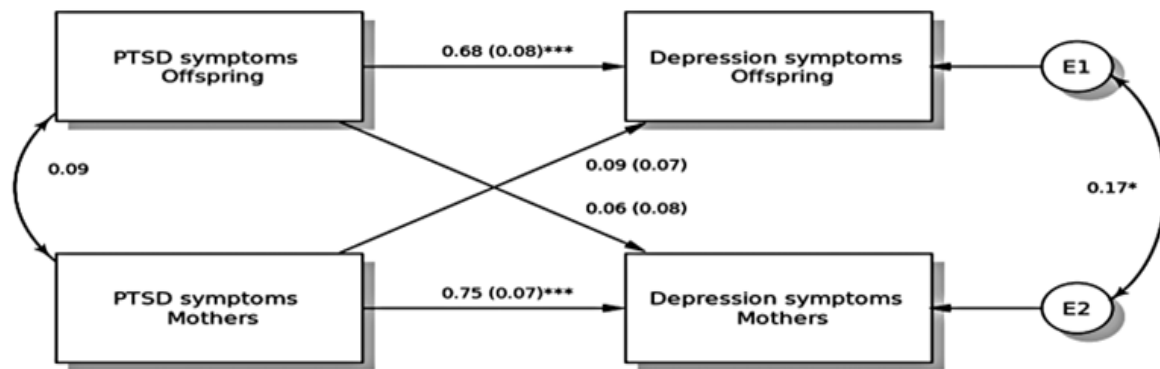 PTSD symptoms
Offspring
0.68 (0.08)***
Depression symptoms
Offspring
E1
0.09
0.09 (0.07)
0.06 (0.08)
0.17*
PTSD symptoms
Mothers
0.75 (0.07)***
Depression symptoms
Mothers
E2